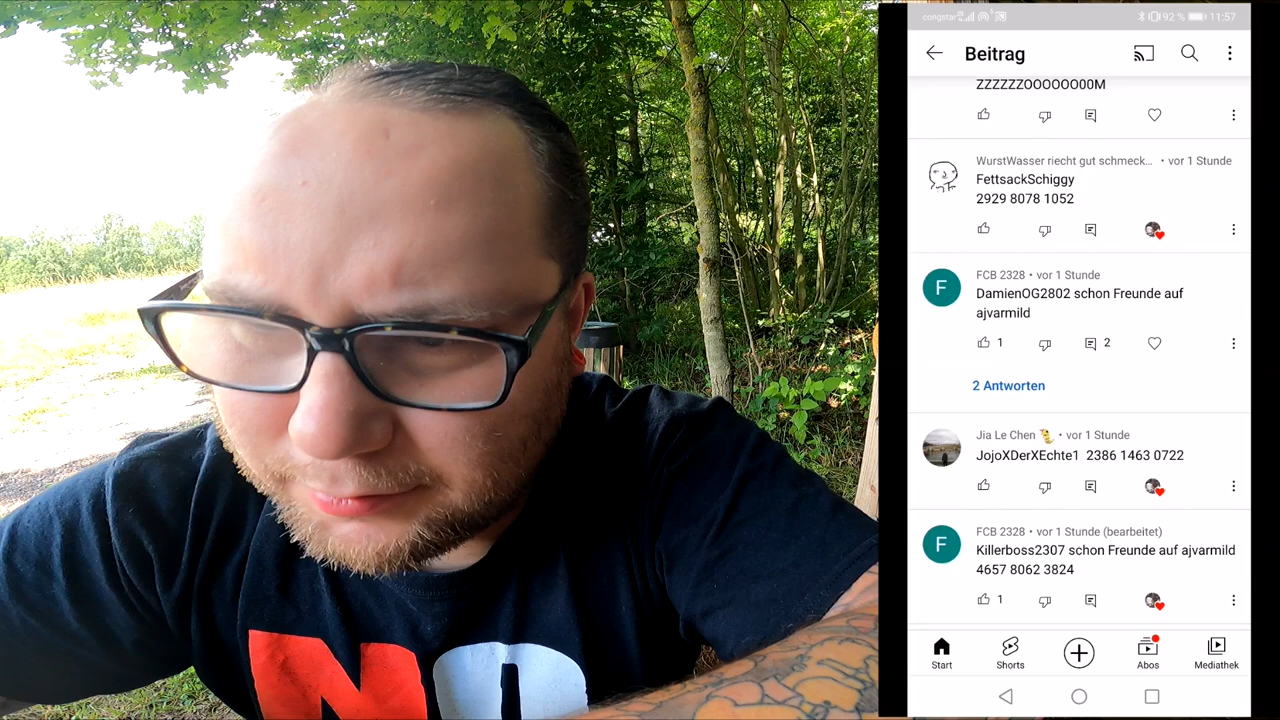 congstar
92 %
11:57
Beitrag
ZZZZZZOOOOOO00M
WurstWasser riecht gut schmeck... • vor 1 Stunde
FettsackSchiggy
2929 8078 1052
F
FCB 2328 • vor 1 Stunde
DamienOG2802 schon Freunde auf
ajvarmild
1
2
2 Antworten
Jia Le Chen • vor 1 Stunde
JojoXDerXEchte1 2386 1463 0722
F
FCB 2328 • vor 1 Stunde (bearbeitet)
Killerboss2307 schon Freunde auf ajvarmild
4657 8062 3824
1
Start
Shorts
Abos
Mediathek
NO